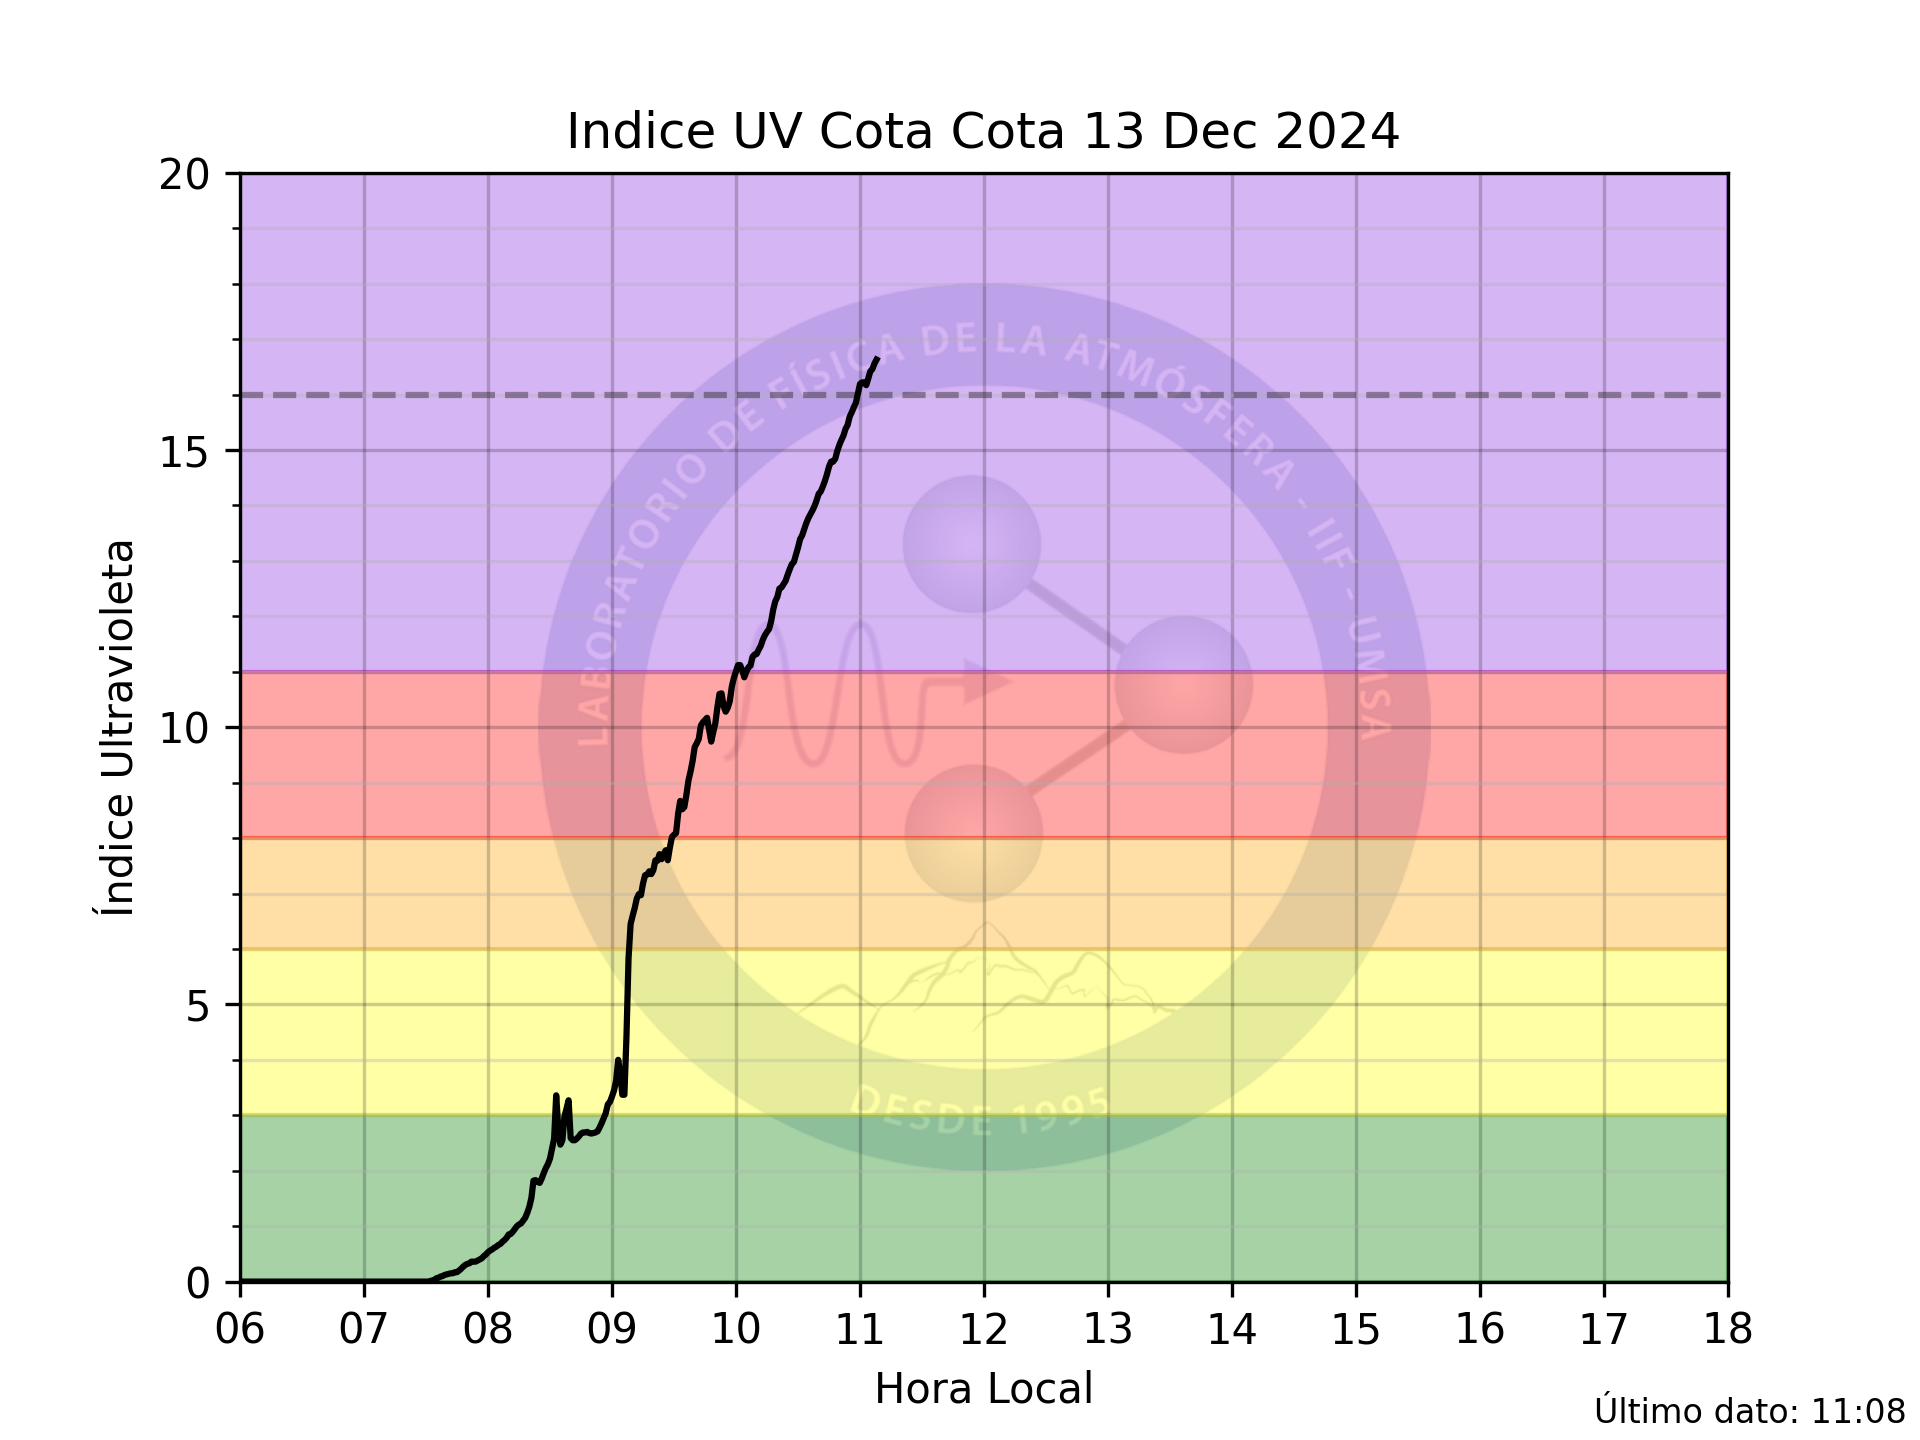 Indice UV Cota Cota 13 Dec 2024
20
15
10
5
0
Índice Ultravioleta
LABORATORIO DE FÍSICA DE LA ATMÓSFERA - IIF - UMSA
DESDE 1995
06 07 08 09 10 11 12 13 14 15 16 17 18
Hora Local
Último dato: 11:08